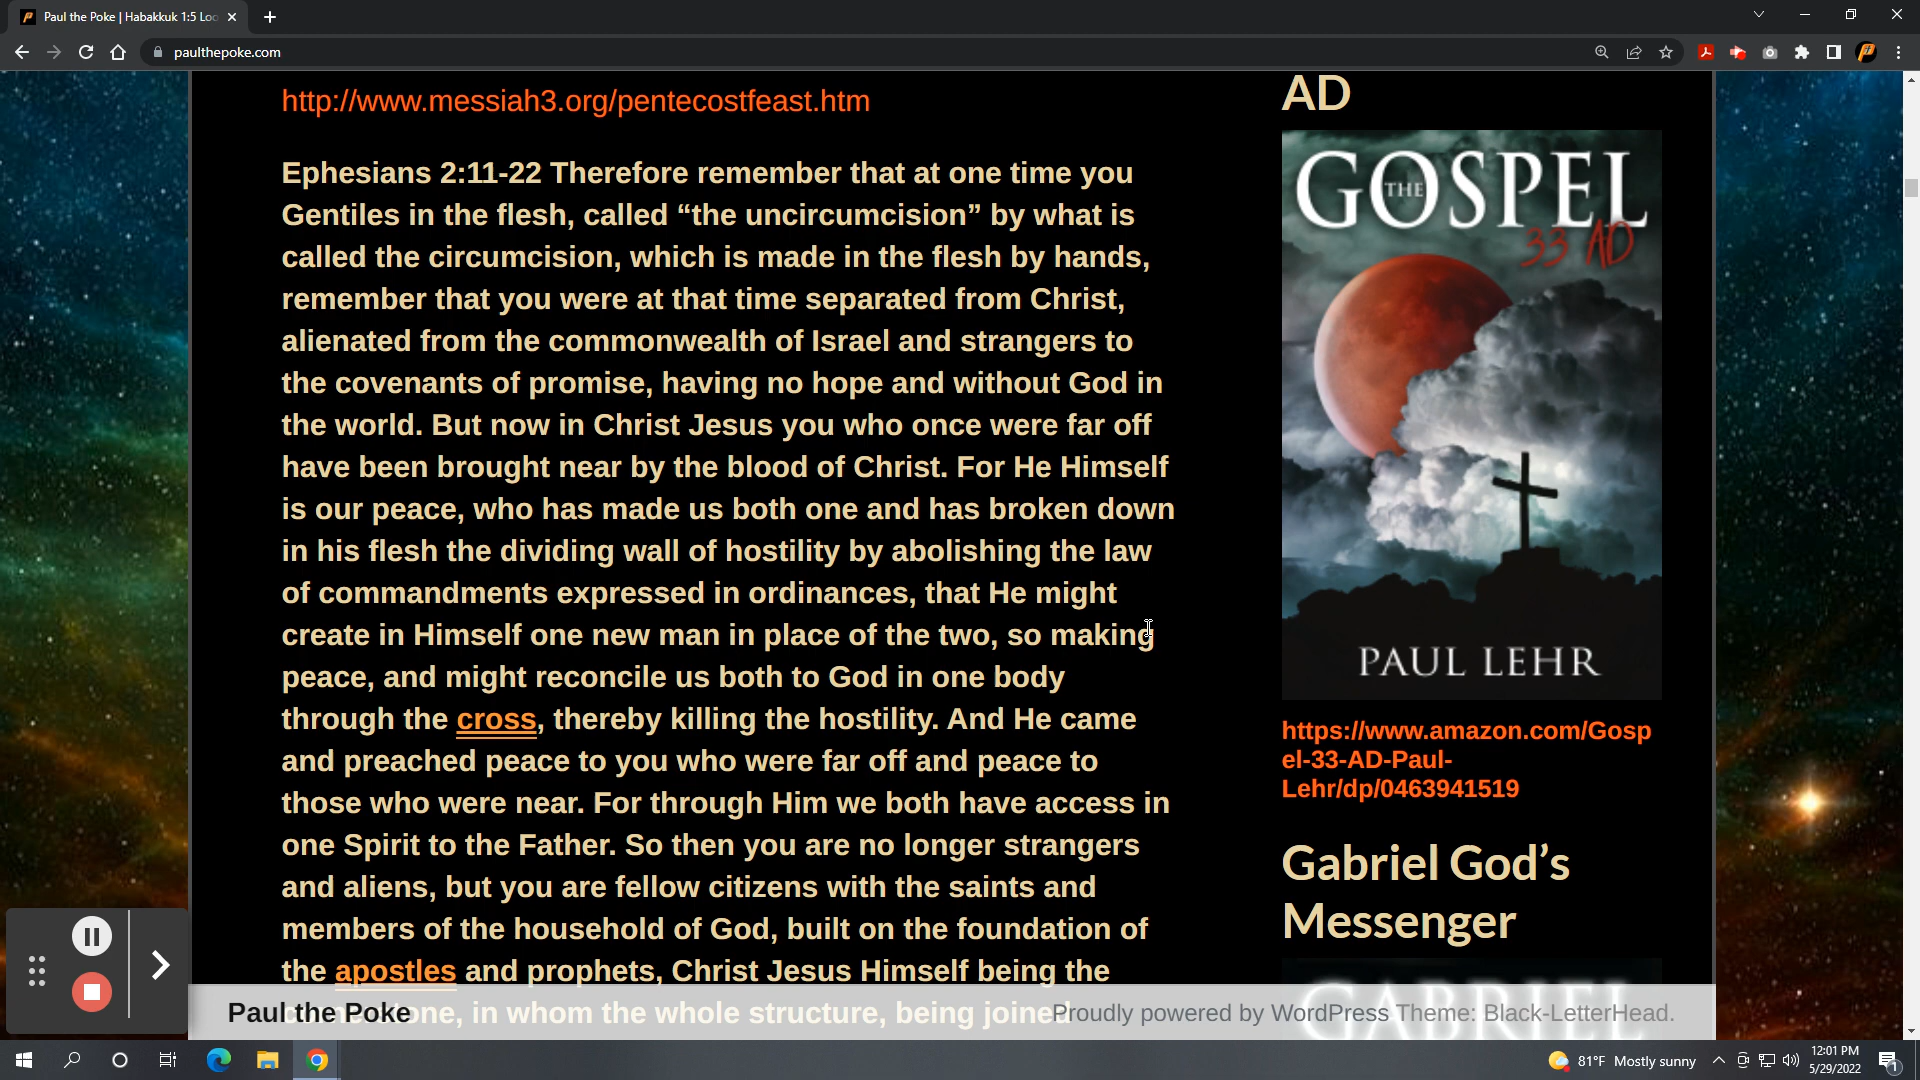 Paul the Poke | Habakkuk 1:5 Loo
paulthepoke.com
http://www.messiah3.org/pentecostfeast.htm
Ephesians 2:11-22 Therefore remember that at one time you
Gentiles in the flesh, called “the uncircumcision” by what is
called the circumcision, which is made in the flesh by hands,
remember that you were at that time separated from Christ,
alienated from the commonwealth of Israel and strangers to
the covenants of promise, having no hope and without God in
the world. But now in Christ Jesus you who once were far off
have been brought near by the blood of Christ. For He Himself
is our peace, who has made us both one and has broken down
in his flesh the dividing wall of hostility by abolishing the law
of commandments expressed in ordinances, that He might
create in Himself one new man in place of the two, so making
peace, and might reconcile us both to God in one body
through the cross, thereby killing the hostility. And He came
and preached peace to you who were far off and peace to
those who were near. For through Him we both have access in
one Spirit to the Father. So then you are no longer strangers
and aliens, but you are fellow citizens with the saints and
members of the household of God, built on the foundation of
the apostles and prophets, Christ Jesus Himself being the
in whom the whole structure, being joined
AD
THE GOSPEL
33 AD
PAUL LEHR
https://www.amazon.com/Gosp
el-33-AD-Paul-
Lehr/dp/0463941519
Gabriel God’s
Messenger
GABRIEL
Paul the Poke
Proudly powered by WordPress Theme: Black-LetterHead.
81°F Mostly sunny
12:01 PM
5/29/2022
1